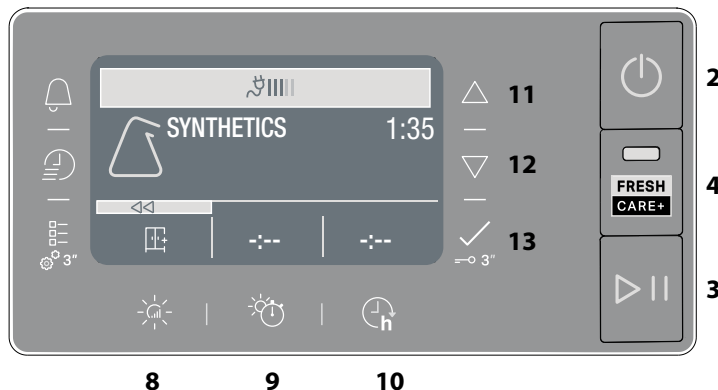 2
11
SYNTHETICS 1:35
12
4
FRESH
CARE+
3"
-:-- -:--
13
3"
3
h
8 9 10